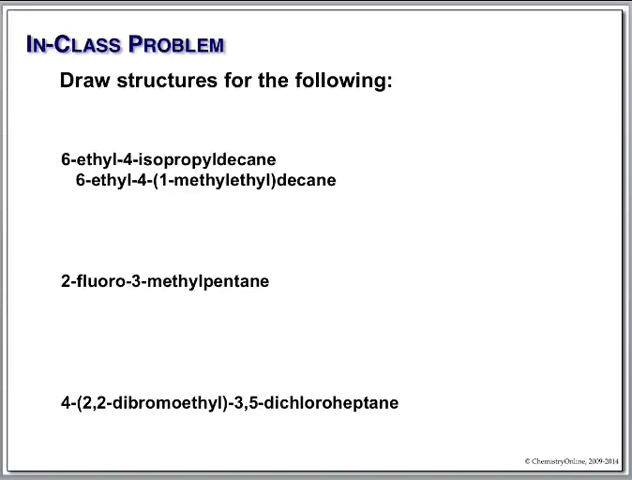 IN-CLASS PROBLEM
Draw structures for the following:
6-ethyl-4-isopropyldecane
6-ethyl-4-(1-methylethyl)decane
2-fluoro-3-methylpentane
4-(2,2-dibromoethyl)-3,5-dichloroheptane
© ChemistryOnline, 2009-2014